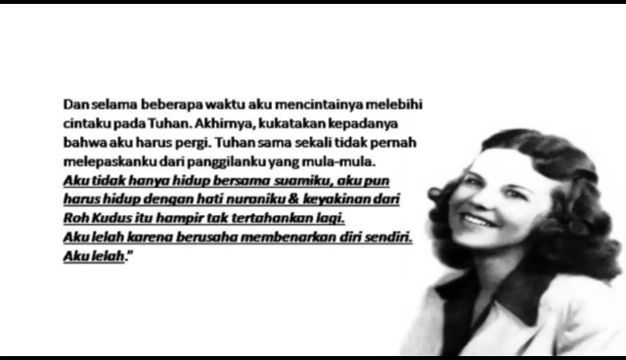 Dan selama beberapa waktu aku mencintainya melebihi
cintaku pada Tuhan. Akhirnya, kukatakan kepadanya
bahwa aku harus pergi. Tuhan sama sekali tidak pernah
melepaskanku dari panggilanku yang mula-mula.
Aku tidak hanya hidup bersama suamiku, aku pun
harus hidup dengan hati nuraniku & keyakinan dari
Roh Kudus itu hampir tak tertahankan lagi.
Aku lelah karena berusaha membenarkan diri sendiri.
Aku lelah."